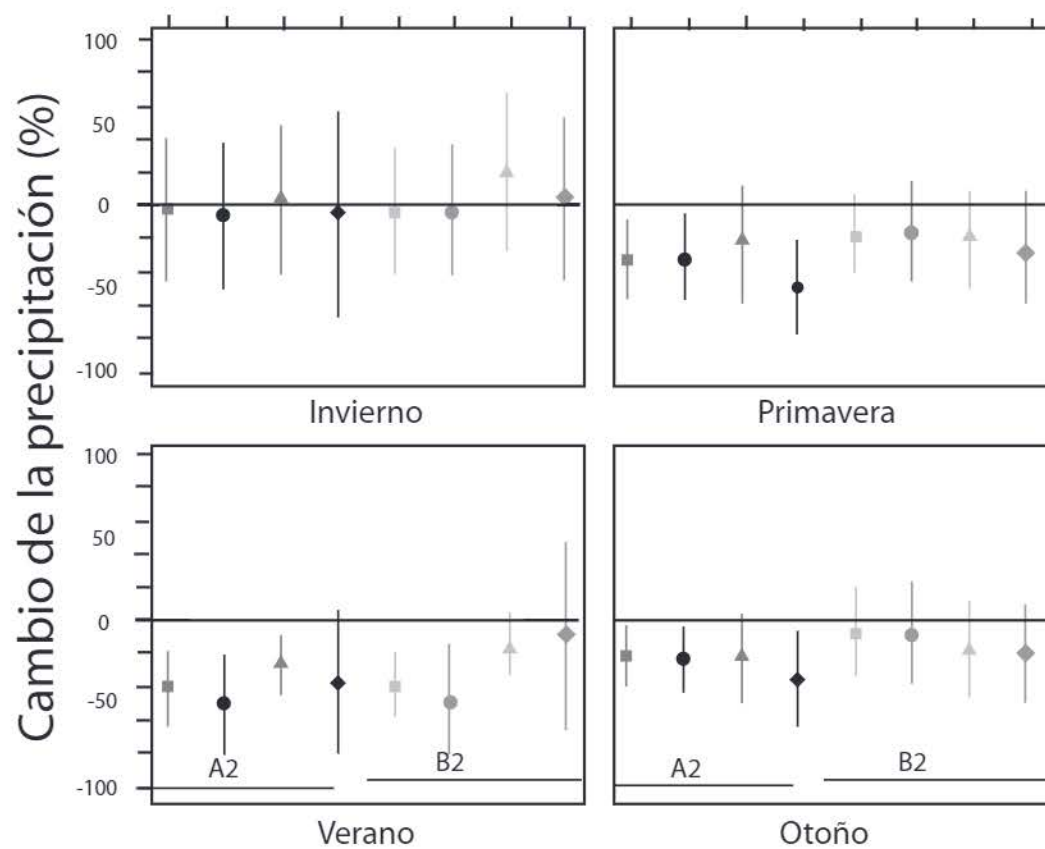 Cambio de la precipitación (%)
100
50
0
-50
-100
Invierno
Primavera
100
50
0
-50
-100
A2
B2
A2
B2
Verano
Otoño